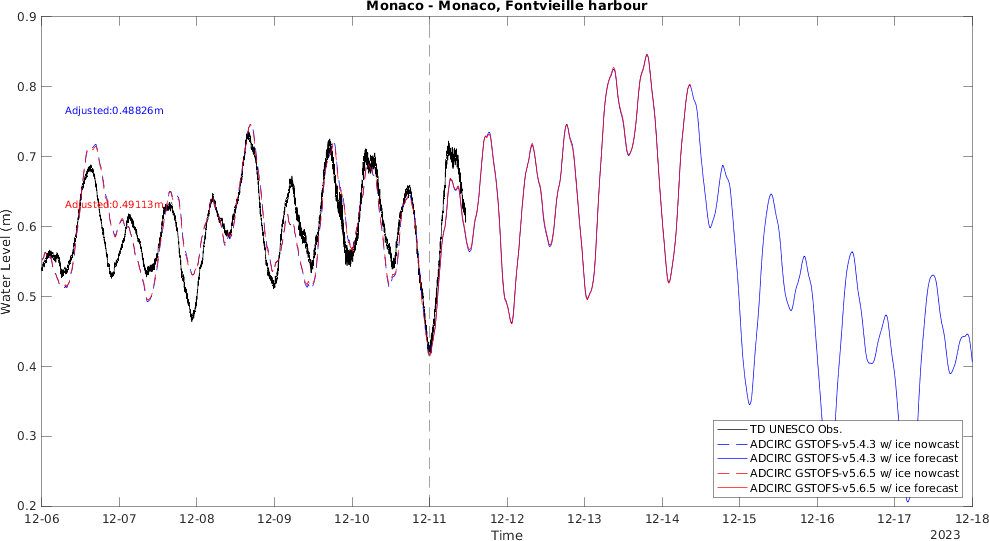 Monaco - Monaco, Fontvieille harbour
0.9
0.8
Adjusted:0.48826m
0.7
Adjusted:0.49113m
0.6
Water Level (m)
0.5
0.4
0.3
0.2
TD UNESCO Obs.
ADCIRC GSTOFS-v5.4.3 w/ ice nowcast
ADCIRC GSTOFS-v5.4.3 w/ ice forecast
ADCIRC GSTOFS-v5.6.5 w/ ice nowcast
ADCIRC GSTOFS-v5.6.5 w/ ice forecast
12-06 12-07 12-08 12-09 12-10 12-11 12-12 12-13 12-14 12-15 12-16 12-17 12-18
Time
2023